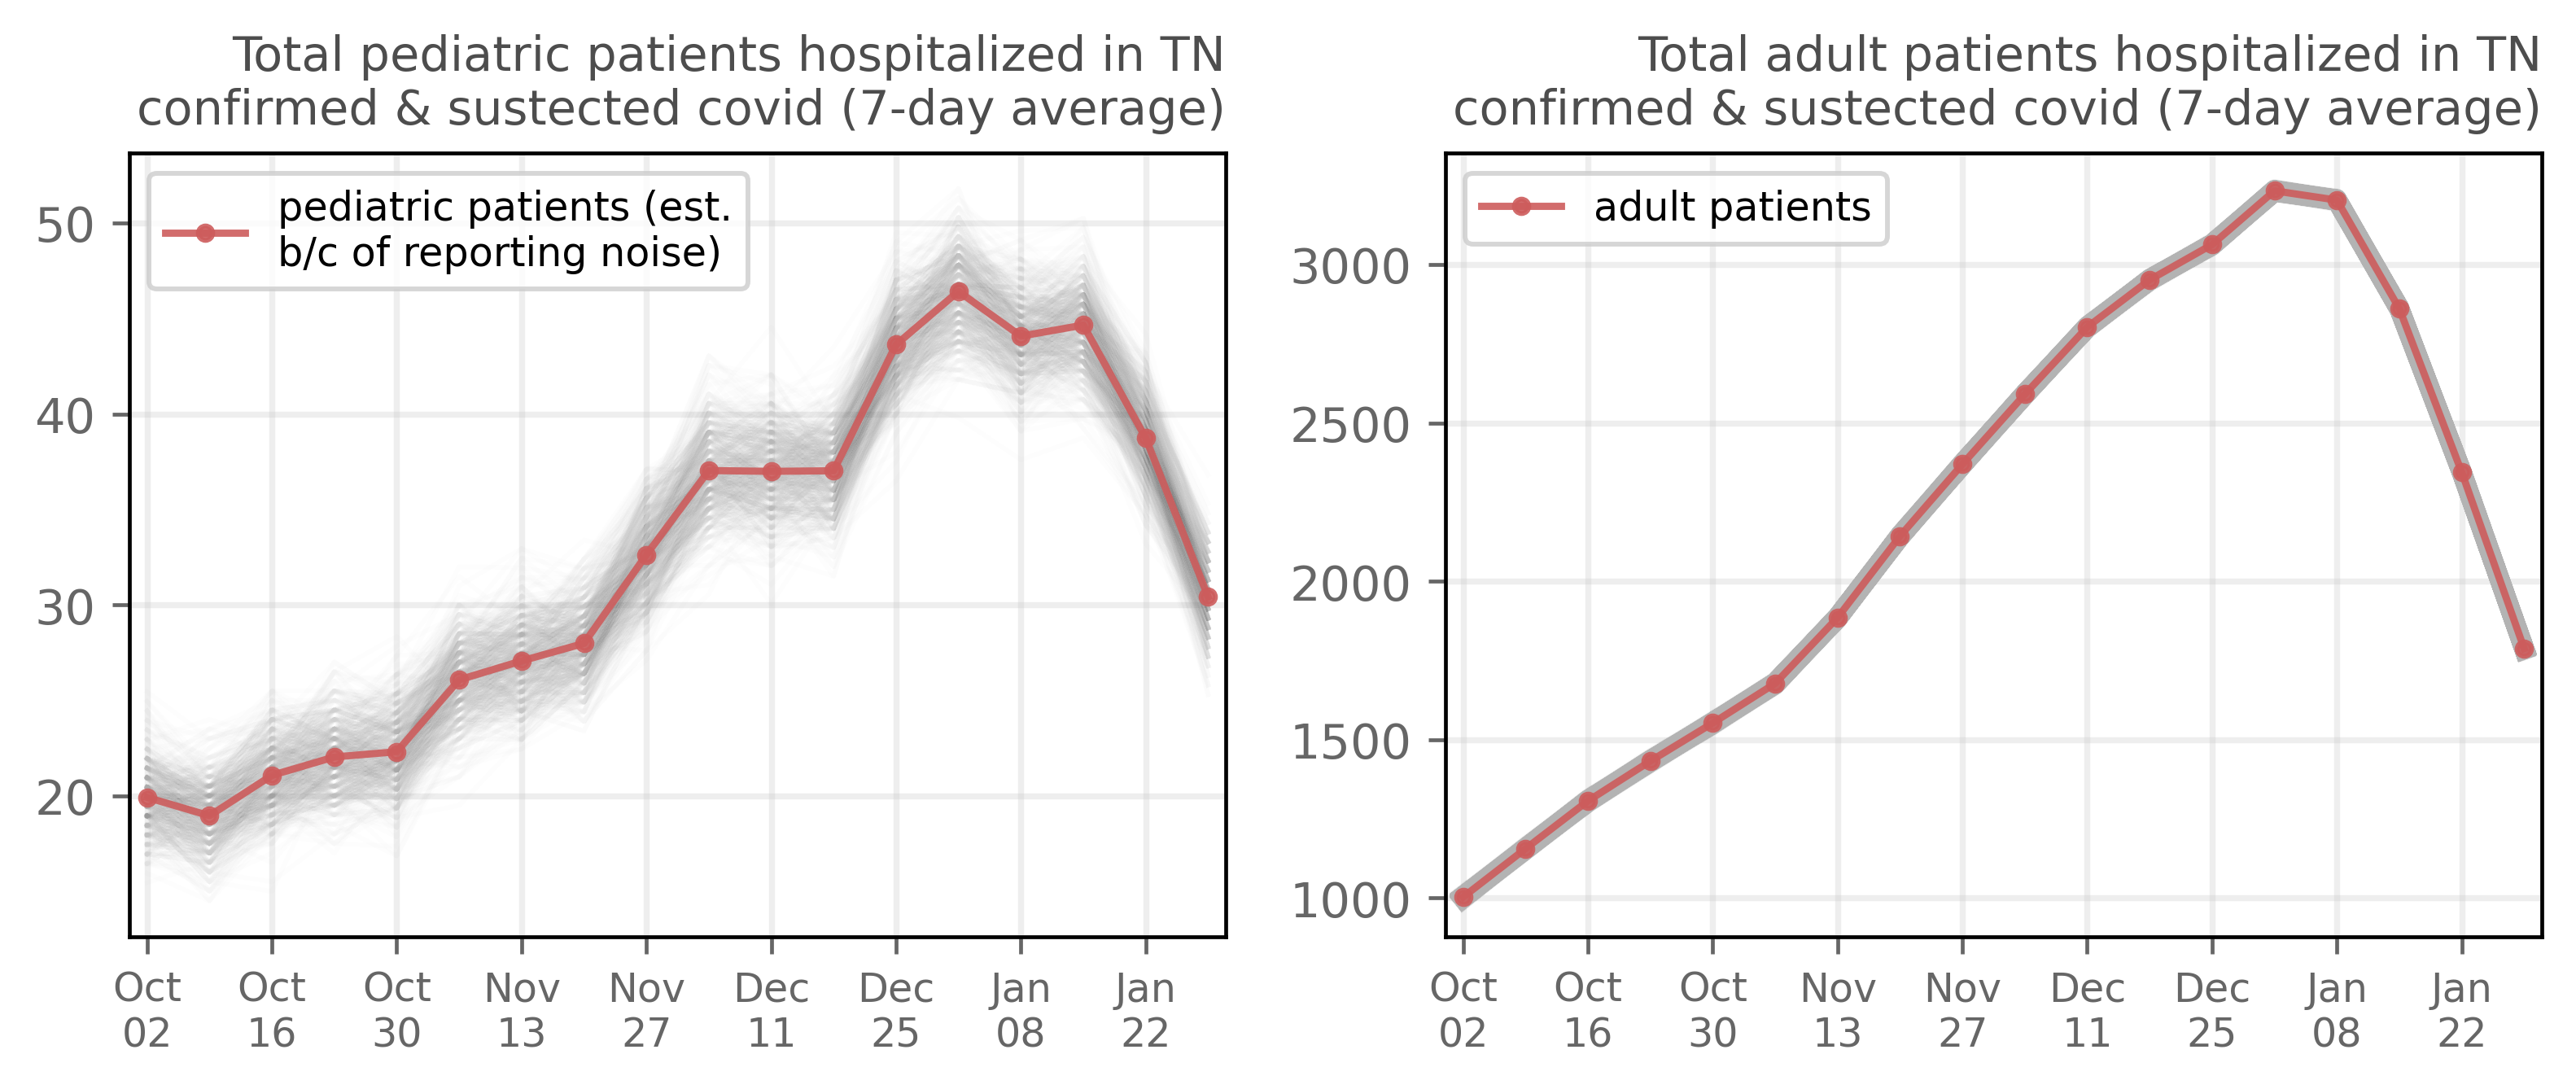 Total pediatric patients hospitalized in TN
confirmed & sustected covid (7-day average)
pediatric patients (est.
b/c of reporting noise)
50
40
30
20
Oct
02
Oct
16
Oct
30
Nov
13
Nov
27
Dec
11
Dec
25
Jan
08
Jan
22
Total adult patients hospitalized in TN
confirmed & sustected covid (7-day average)
adult patients
3000
2500
2000
1500
1000
Oct
02
Oct
16
Oct
30
Nov
13
Nov
27
Dec
11
Dec
25
Jan
08
Jan
22